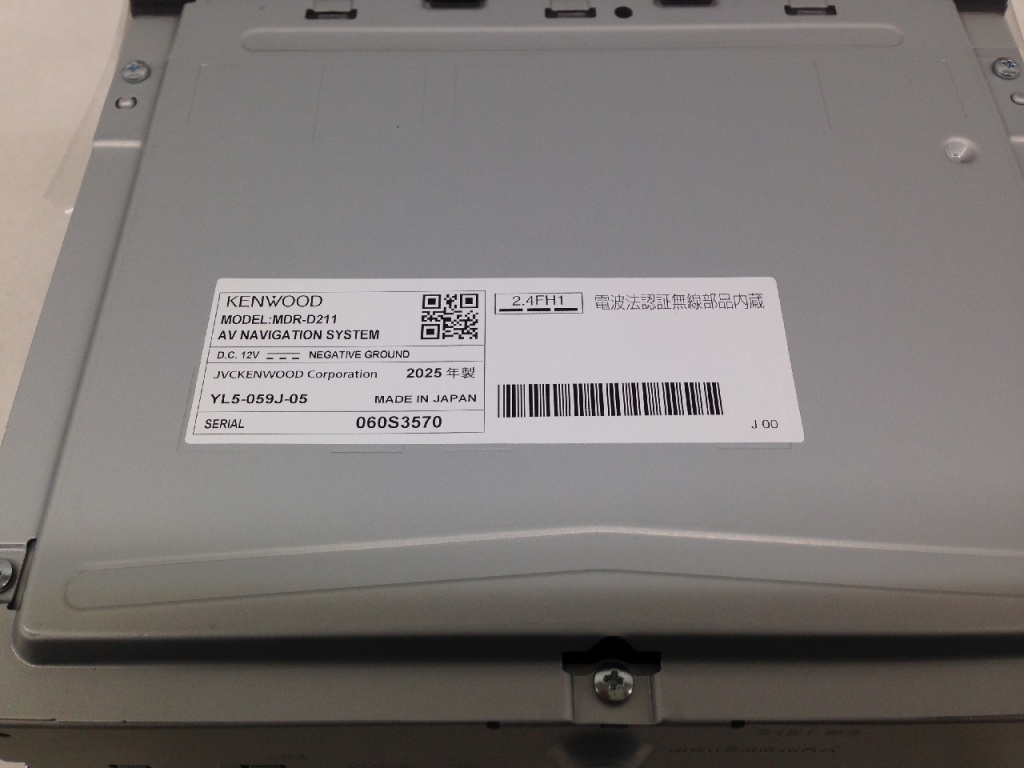 KENWOOD
MODEL:MDR-D211
AV NAVIGATION SYSTEM
D.C. 12V NEGATIVE GROUND
JVCKENWOOD Corporation 2025 年製
YL5-059J-05 MADE IN JAPAN
SERIAL 060S3570
2.4FH1 電波法認証無線部品内蔵
J 00